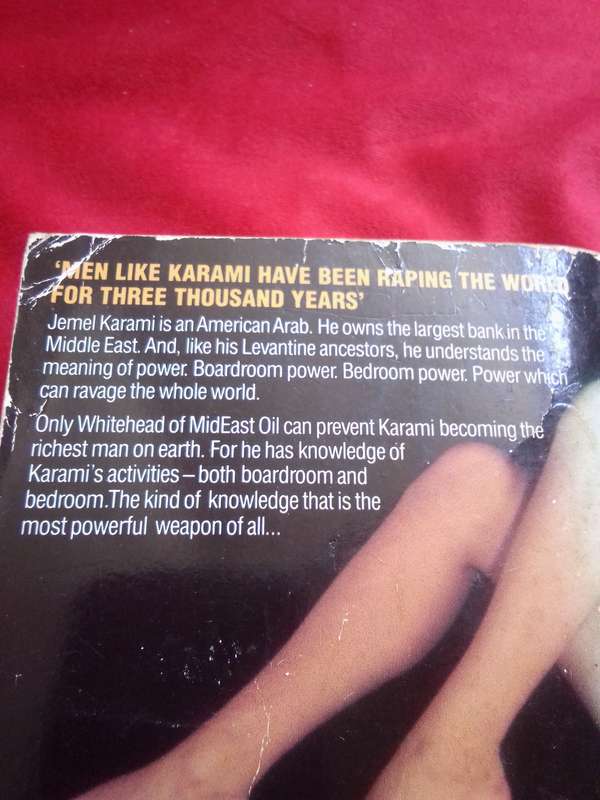 'MEN LIKE KARAMI HAVE BEEN RAPING THE WORLD
FOR THREE THOUSAND YEARS'
Jemel Karami is an American Arab. He owns the largest bank in the
Middle East. And, like his Levantine ancestors, he understands the
meaning of power. Boardroom power. Bedroom power. Power which
can ravage the whole world.
Only Whitehead of MidEast Oil can prevent Karami becoming the
richest man on earth. For he has knowledge of
Karami's activities – both boardroom and
bedroom.The kind of knowledge that is the
most powerful weapon of all...